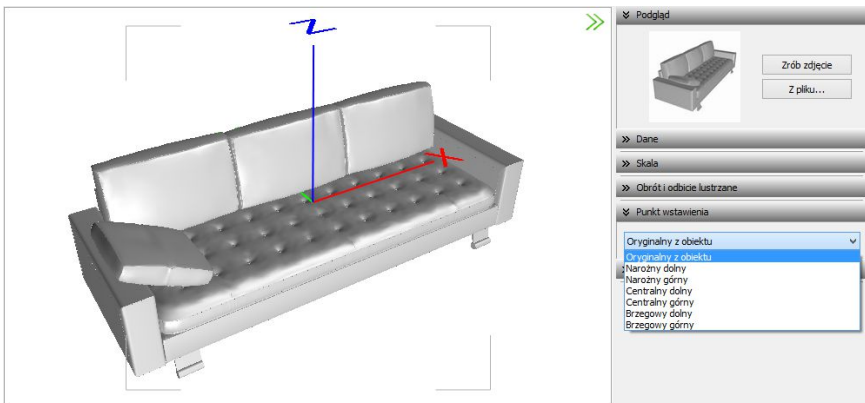 Z
X
Podgląd
Zrób zdjęcie
Z pliku...
Dane
Skala
Obrót i odbicie lustrzane
Punkt wstawienia
Oryginalny z obiektu
Oryginalny z obiektu
Narożny dolny
Narożny górny
Centralny dolny
Centralny górny
Brzegowy dolny
Brzegowy górny